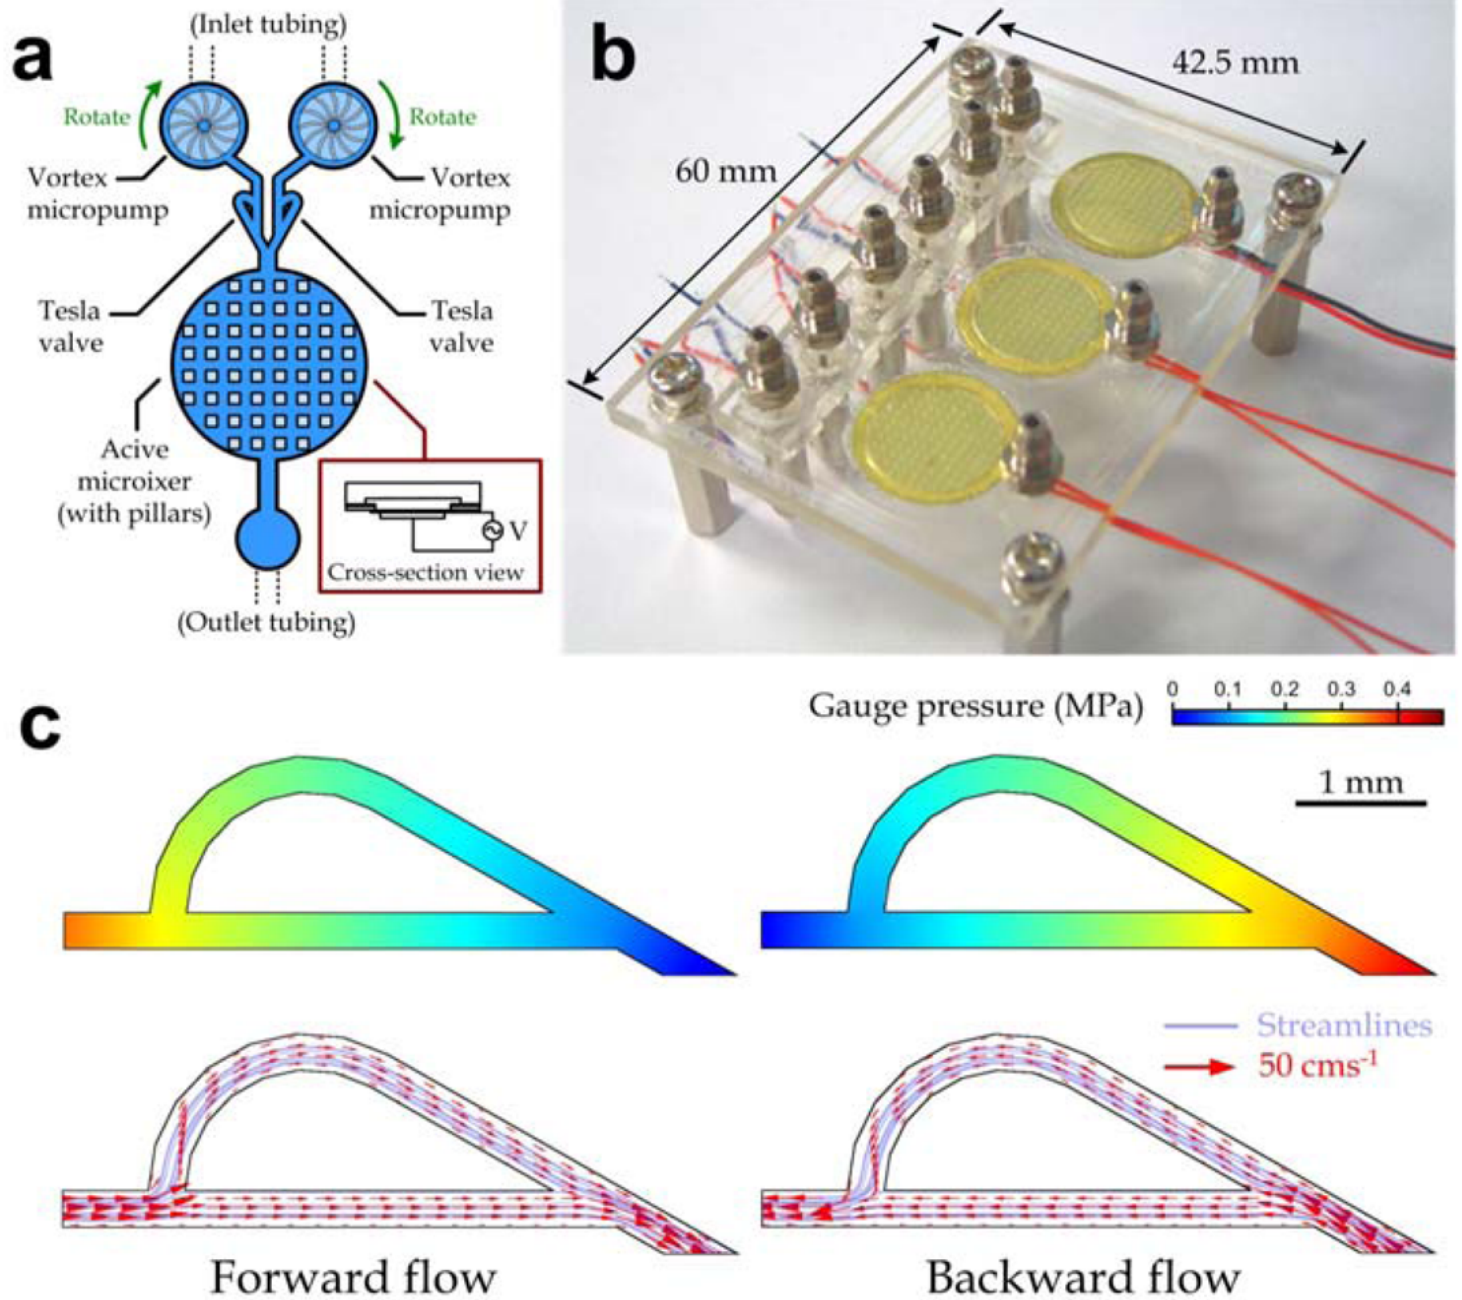 a
(Inlet tubing)
Rotate
Rotate
Vortex
micropump
Vortex
micropump
Tesla
valve
Tesla
valve
Acive
microixer
(with pillars)
V
Cross-section view
(Outlet tubing)
b
42.5 mm
60 mm
c
Gauge pressure (MPa)
0 0.1 0.2 0.3 0.4
1 mm
Streamlines
50 cms⁻¹
Forward flow
Backward flow